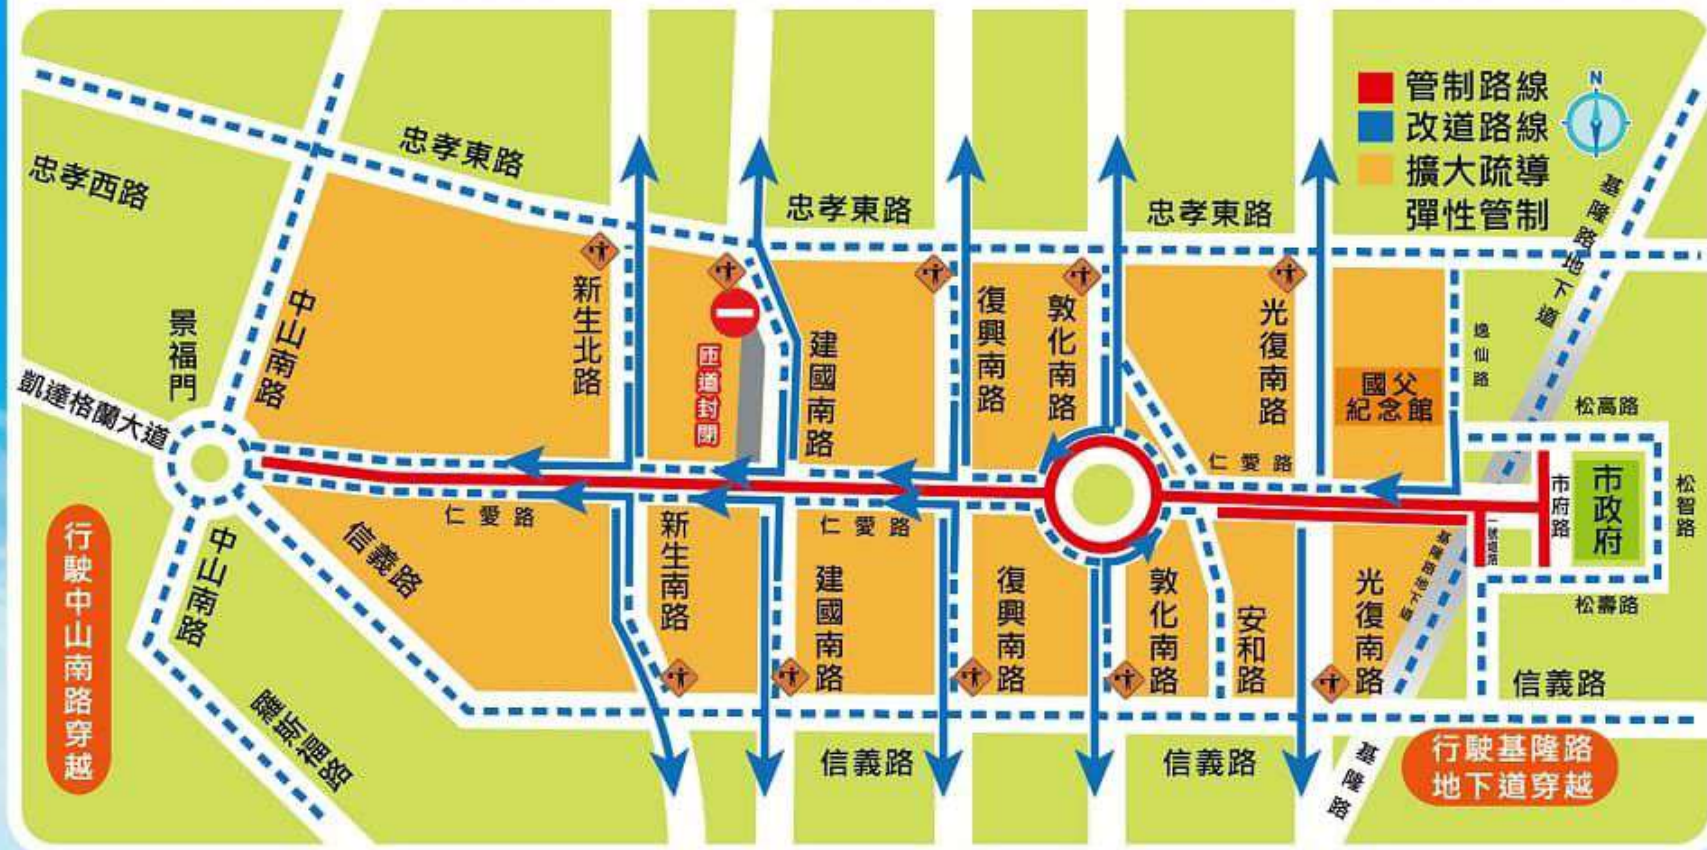 N
管制路線
改道路線
擴大疏導
彈性管制
忠孝西路
忠孝東路
忠孝東路
忠孝東路
基隆路地下道
景福門
凱達格蘭大道
中山南路
新生北路
匝道封閉
建國南路
復興南路
敦化南路
光復南路
國父
紀念館
逸仙路
松高路
仁愛路
市府路
市政府
松智路
仁愛路
仁愛路
基隆路地下道
松壽路
行駛中山南路穿越
中山南路
信義路
新生南路
建國南路
復興南路
敦化南路
安和路
光復南路
信義路
羅斯福路
信義路
信義路
基隆路
行駛基隆路
地下道穿越